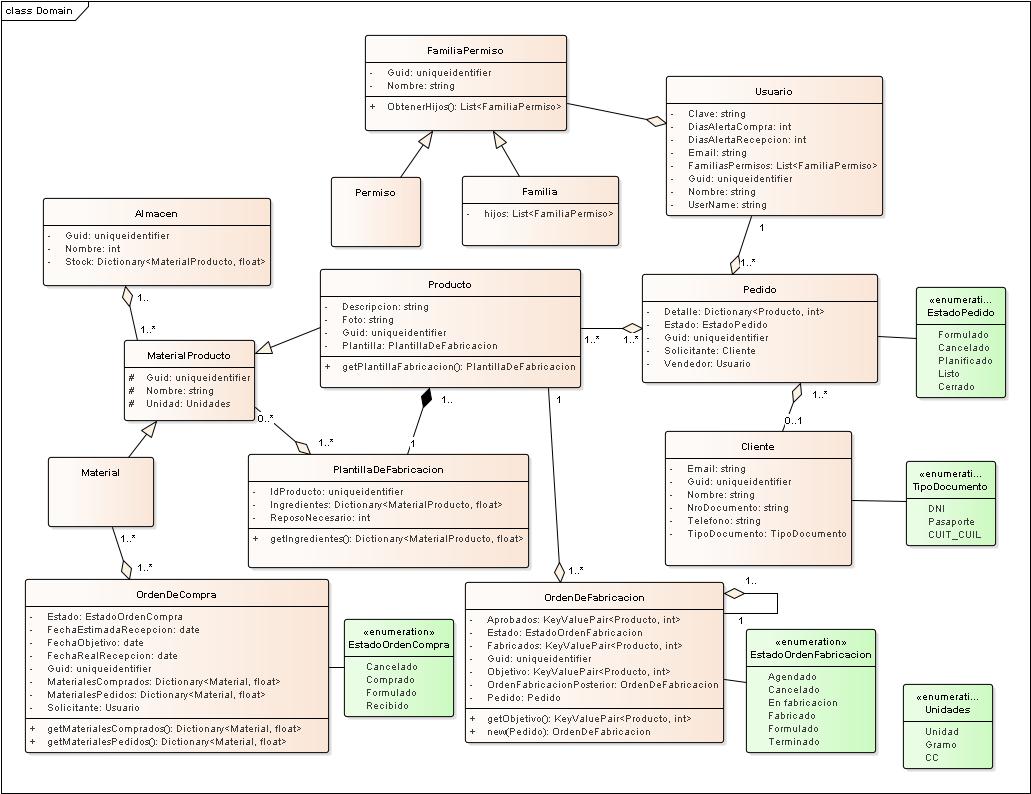 class Domain
FamiliaPermiso
- Guid: uniqueidentifier
- Nombre: string
+ ObtenerHijos(): List<FamiliaPermiso>
Usuario
- Clave: string
- DiasAlertaCompra: int
- DiasAlertaRecepcion: int
- Email: string
- FamiliasPermisos: List<FamiliaPermiso>
- Guid: uniqueidentifier
- Nombre: string
- UserName: string
Permiso
Familia
- hijos: List<FamiliaPermiso>
Almacen
- Guid: uniqueidentifier
- Nombre: int
- Stock: Dictionary<MaterialProducto, float>
1
1..*
1..
1..*
Producto
- Descripcion: string
- Foto: string
- Guid: uniqueidentifier
- Plantilla: PlantillaDeFabricacion
+ getPlantillaFabricacion(): PlantillaDeFabricacion
1..*
1..*
Pedido
- Detalle: Dictionary<Producto, int>
- Estado: EstadoPedido
- Guid: uniqueidentifier
- Solicitante: Cliente
- Vendedor: Usuario
«enumerati...
EstadoPedido
Formulado
Cancelado
Planificado
Listo
Cerrado
MaterialProducto
# Guid: uniqueidentifier
# Nombre: string
# Unidad: Unidades
0..*
1..*
1..
1
1
1..*
0..1
Material
PlantillaDeFabricacion
- IdProducto: uniqueidentifier
- Ingredientes: Dictionary<MaterialProducto, float>
- ReposoNecesario: int
+ getIngredientes(): Dictionary<MaterialProducto, float>
Cliente
- Email: string
- Guid: uniqueidentifier
- Nombre: string
- NroDocumento: string
- Telefono: string
- TipoDocumento: TipoDocumento
«enumerati...
TipoDocumento
DNI
Pasaporte
CUIT_CUIL
1..*
1..*
1..*
OrdenDeCompra
- Estado: EstadoOrdenCompra
- FechaEstimadaRecepcion: date
- FechaObjetivo: date
- FechaRealRecepcion: date
- Guid: uniqueidentifier
- MaterialesComprados: Dictionary<Material, float>
- MaterialesPedidos: Dictionary<Material, float>
- Solicitante: Usuario
+ getMaterialesComprados(): Dictionary<Material, float>
+ getMaterialesPedidos(): Dictionary<Material, float>
«enumeration»
EstadoOrdenCompra
Cancelado
Comprado
Formulado
Recibido
OrdenDeFabricacion
- Aprobados: KeyValuePair<Producto, int>
- Estado: EstadoOrdenFabricacion
- Fabricados: KeyValuePair<Producto, int>
- Guid: uniqueidentifier
- Objetivo: KeyValuePair<Producto, int>
- OrdenFabricacionPosterior: OrdenDeFabricacion
- Pedido: Pedido
+ getObjetivo(): KeyValuePair<Producto, int>
+ new(Pedido): OrdenDeFabricacion
1..
1
«enumeration»
EstadoOrdenFabricacion
Agendado
Cancelado
En fabricacion
Fabricado
Formulado
Terminado
«enumerati...
Unidades
Unidad
Gramo
CC